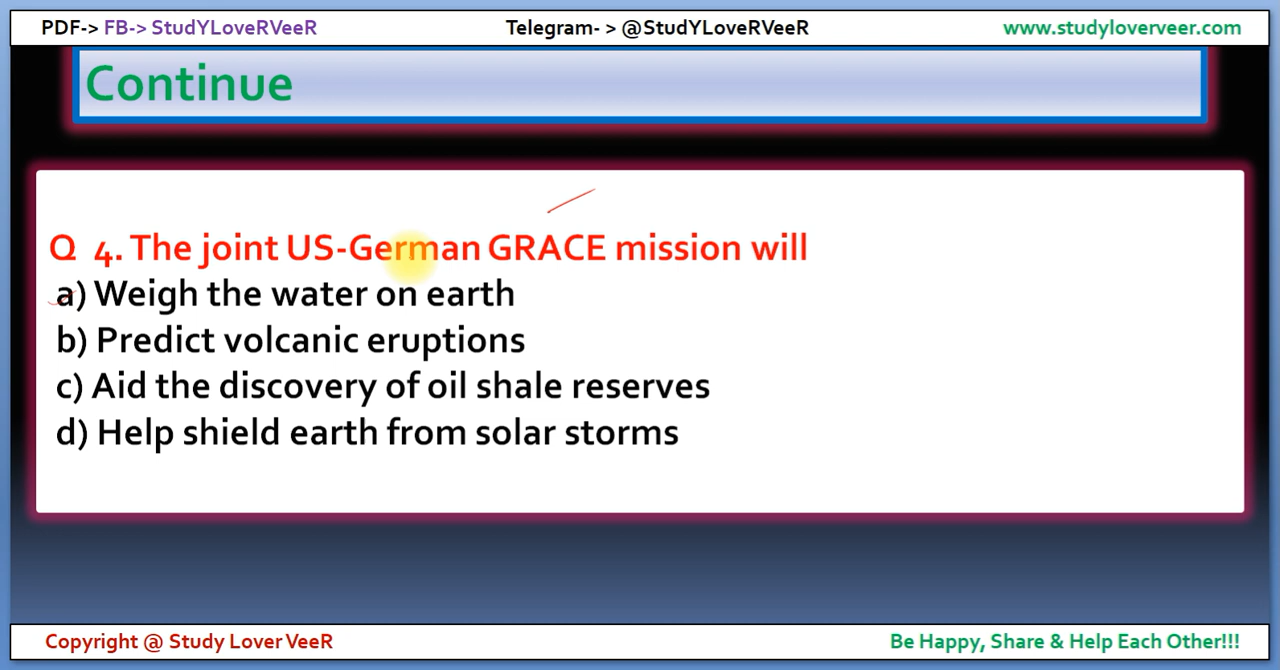 PDF-> FB-> StudYLoveRVeeR Telegram- > @StudYLoveRVeeR www.studyloverveer.com
Continue
Q 4. The joint US-German GRACE mission will
a) Weigh the water on earth
b) Predict volcanic eruptions
c) Aid the discovery of oil shale reserves
d) Help shield earth from solar storms
Copyright @ Study Lover VeeR Be Happy, Share & Help Each Other!!!